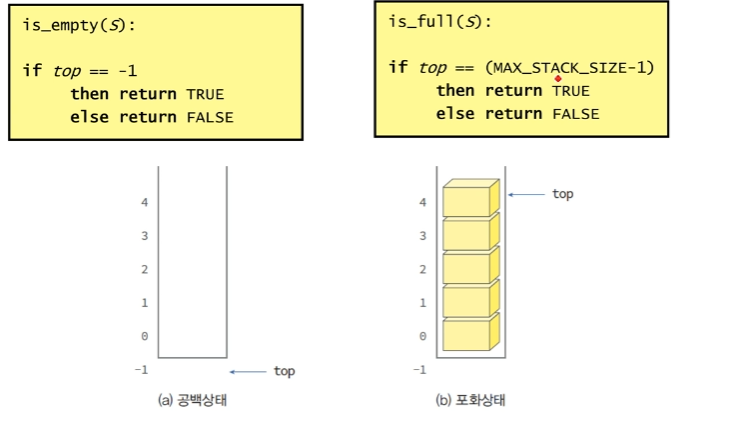 is_empty(S):
if top == -1
then return TRUE
else return FALSE
is_full(S):
if top == (MAX_STACK_SIZE-1)
then return TRUE
else return FALSE
4
3
2
1
0
-1
top
(a) 공백상태
4
3
2
1
0
-1
top
(b) 포화상태